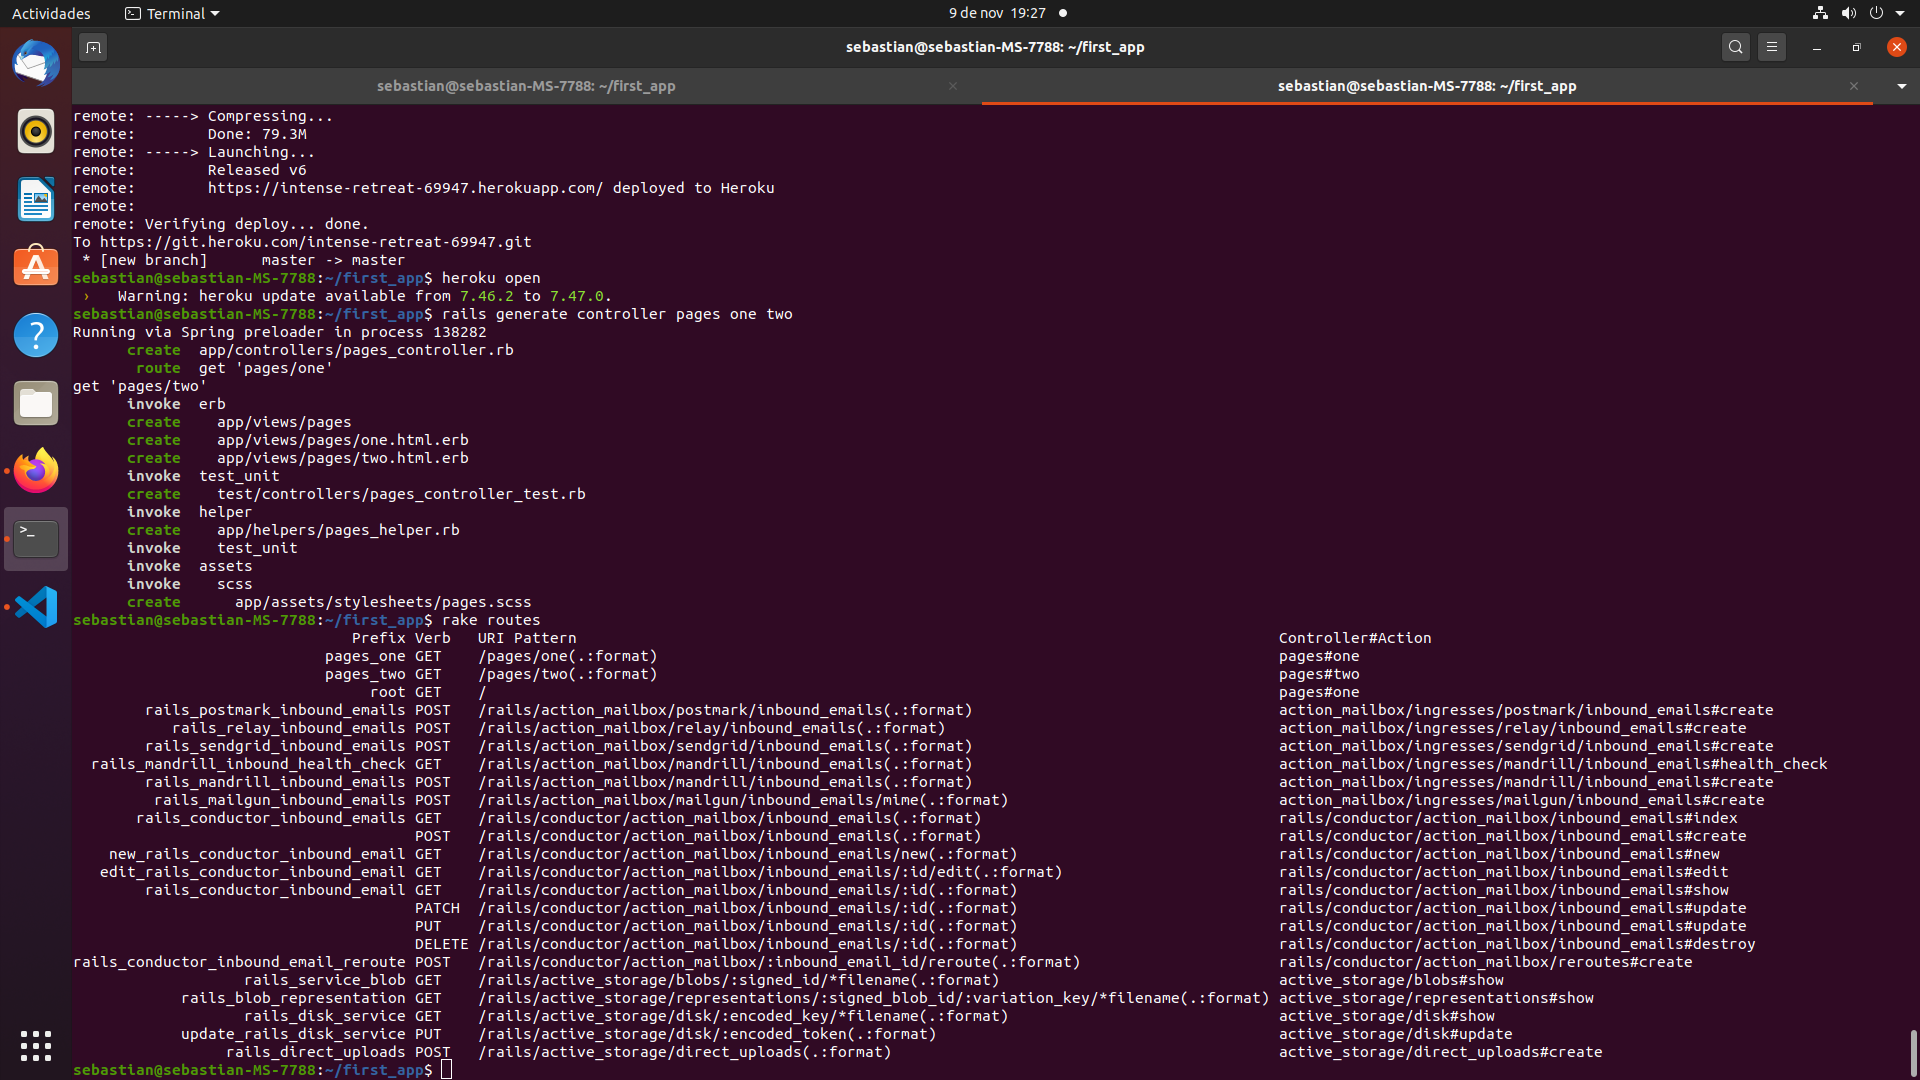 Actividades
Terminal
9 de nov 19:27
sebastian@sebastian-MS-7788: ~/first_app
sebastian@sebastian-MS-7788: ~/first_app
sebastian@sebastian-MS-7788: ~/first_app
remote: -----> Compressing...
remote:        Done: 79.3M
remote: -----> Launching...
remote:        Released v6
remote:        https://intense-retreat-69947.herokuapp.com/ deployed to Heroku
remote:
remote: Verifying deploy... done.
To https://git.heroku.com/intense-retreat-69947.git
 * [new branch]      master -> master
sebastian@sebastian-MS-7788:~/first_app$ heroku open
 ›   Warning: heroku update available from 7.46.2 to 7.47.0.
sebastian@sebastian-MS-7788:~/first_app$ rails generate controller pages one two
Running via Spring preloader in process 138282
      create  app/controllers/pages_controller.rb
       route  get 'pages/one'
get 'pages/two'
      invoke  erb
      create    app/views/pages
      create    app/views/pages/one.html.erb
      create    app/views/pages/two.html.erb
      invoke  test_unit
      create    test/controllers/pages_controller_test.rb
      invoke  helper
      create    app/helpers/pages_helper.rb
      invoke    test_unit
      invoke  assets
      invoke    scss
      create      app/assets/stylesheets/pages.scss
sebastian@sebastian-MS-7788:~/first_app$ rake routes
Prefix Verb   URI Pattern   Controller#Action
pages_one GET    /pages/one(.:format)   pages#one
pages_two GET    /pages/two(.:format)   pages#two
root GET    /   pages#one
rails_postmark_inbound_emails POST   /rails/action_mailbox/postmark/inbound_emails(.:format)   action_mailbox/ingresses/postmark/inbound_emails#create
rails_relay_inbound_emails POST   /rails/action_mailbox/relay/inbound_emails(.:format)   action_mailbox/ingresses/relay/inbound_emails#create
rails_sendgrid_inbound_emails POST   /rails/action_mailbox/sendgrid/inbound_emails(.:format)   action_mailbox/ingresses/sendgrid/inbound_emails#create
rails_mandrill_inbound_health_check GET    /rails/action_mailbox/mandrill/inbound_emails(.:format)   action_mailbox/ingresses/mandrill/inbound_emails#health_check
rails_mandrill_inbound_emails POST   /rails/action_mailbox/mandrill/inbound_emails(.:format)   action_mailbox/ingresses/mandrill/inbound_emails#create
rails_mailgun_inbound_emails POST   /rails/action_mailbox/mailgun/inbound_emails/mime(.:format)   action_mailbox/ingresses/mailgun/inbound_emails#create
rails_conductor_inbound_emails GET    /rails/conductor/action_mailbox/inbound_emails(.:format)   rails/conductor/action_mailbox/inbound_emails#index
POST   /rails/conductor/action_mailbox/inbound_emails(.:format)   rails/conductor/action_mailbox/inbound_emails#create
new_rails_conductor_inbound_email GET    /rails/conductor/action_mailbox/inbound_emails/new(.:format)   rails/conductor/action_mailbox/inbound_emails#new
edit_rails_conductor_inbound_email GET    /rails/conductor/action_mailbox/inbound_emails/:id/edit(.:format)   rails/conductor/action_mailbox/inbound_emails#edit
rails_conductor_inbound_email GET    /rails/conductor/action_mailbox/inbound_emails/:id(.:format)   rails/conductor/action_mailbox/inbound_emails#show
PATCH  /rails/conductor/action_mailbox/inbound_emails/:id(.:format)   rails/conductor/action_mailbox/inbound_emails#update
PUT    /rails/conductor/action_mailbox/inbound_emails/:id(.:format)   rails/conductor/action_mailbox/inbound_emails#update
DELETE /rails/conductor/action_mailbox/inbound_emails/:id(.:format)   rails/conductor/action_mailbox/inbound_emails#destroy
rails_conductor_inbound_email_reroute POST   /rails/conductor/action_mailbox/:inbound_email_id/reroute(.:format)   rails/conductor/action_mailbox/reroutes#create
rails_service_blob GET    /rails/active_storage/blobs/:signed_id/*filename(.:format)   active_storage/blobs#show
rails_blob_representation GET    /rails/active_storage/representations/:signed_blob_id/:variation_key/*filename(.:format) active_storage/representations#show
rails_disk_service GET    /rails/active_storage/disk/:encoded_key/*filename(.:format)   active_storage/disk#show
update_rails_disk_service PUT    /rails/active_storage/disk/:encoded_token(.:format)   active_storage/disk#update
rails_direct_uploads POST   /rails/active_storage/direct_uploads(.:format)   active_storage/direct_uploads#create
sebastian@sebastian-MS-7788:~/first_app$